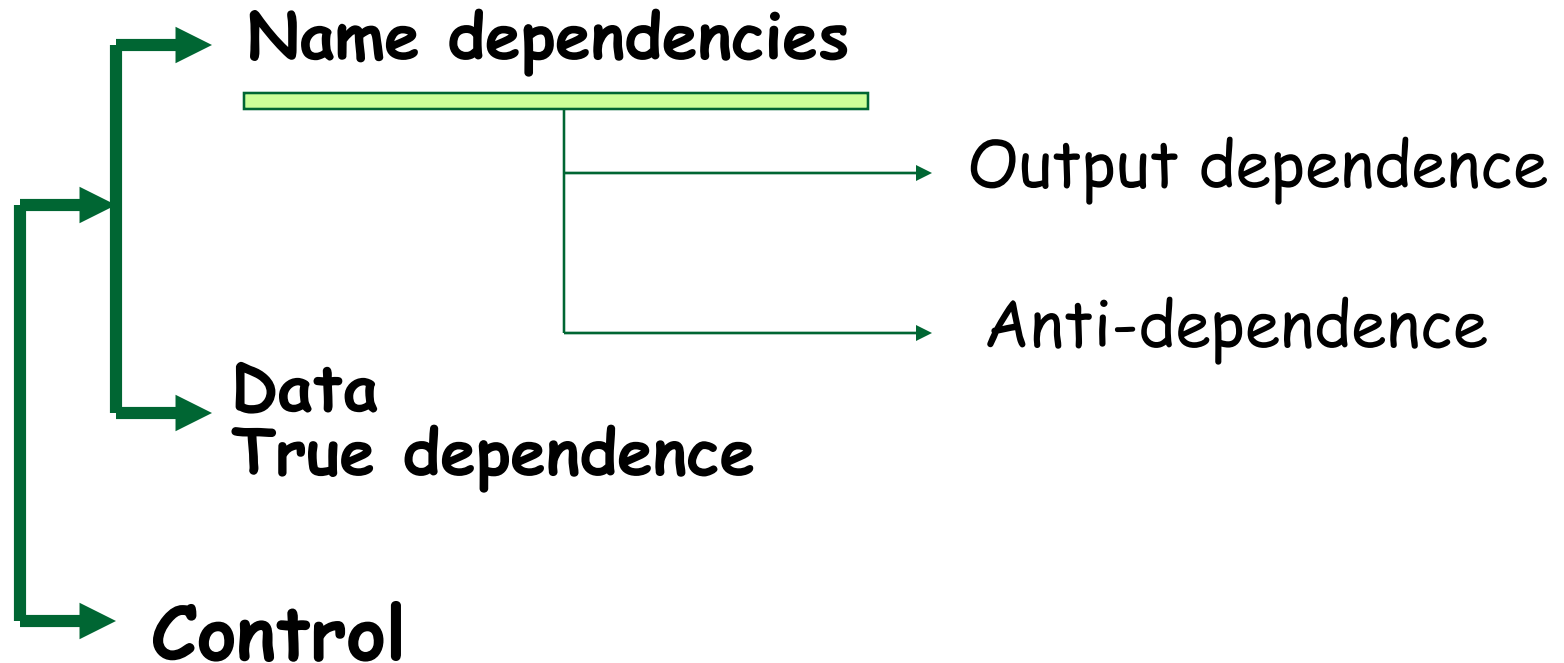 Name dependencies
Output dependence
Anti-dependence
Data
True dependence
Control